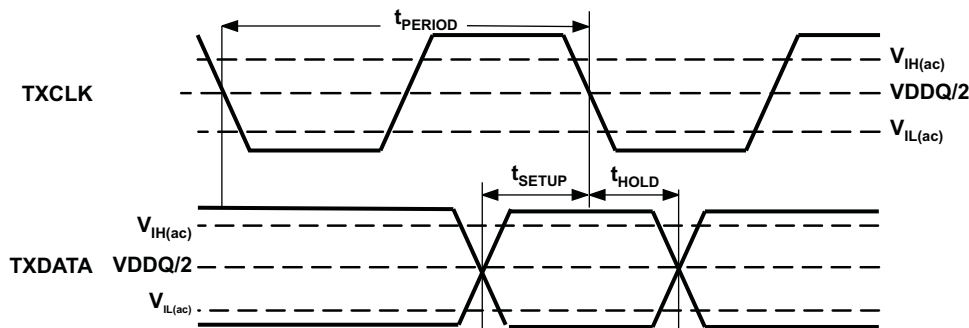 tPERIOD
VIH(ac)
TXCLK
VDDQ/2
VIL(ac)
tSETUP
tHOLD
VIH(ac)
TXDATA
VDDQ/2
VIL(ac)